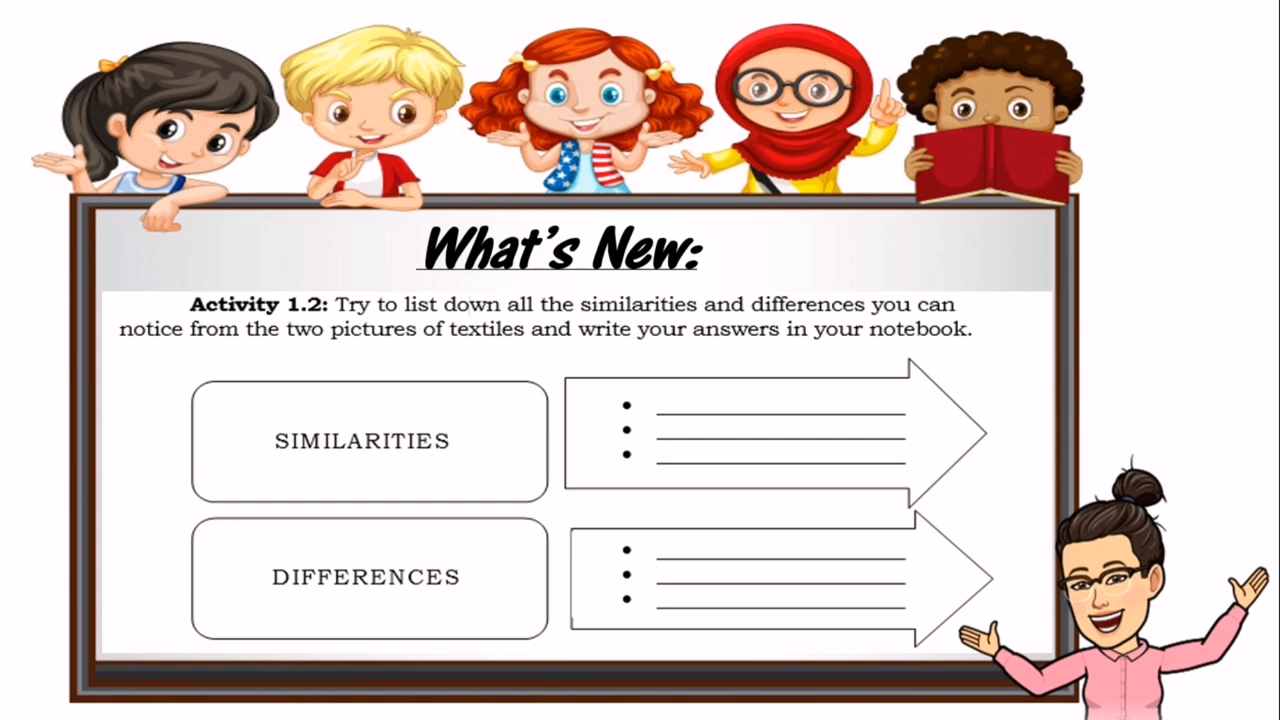 What's New:
Activity 1.2: Try to list down all the similarities and differences you can
notice from the two pictures of textiles and write your answers in your notebook.
SIMILARITIES
DIFFERENCES